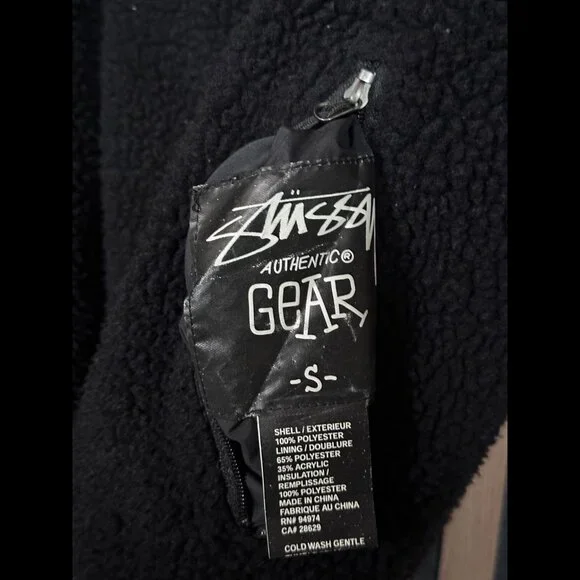 Stüssy
AUTHENTIC®
GEAR
-S-
SHELL / EXTERIEUR
100% POLYESTER
LINING / DOUBLURE
65% POLYESTER
35% ACRYLIC
INSULATION /
REMPLISSAGE
100% POLYESTER
MADE IN CHINA
FABRIQUE AU CHINA
RN# 94974
CA# 28629
COLD WASH GENTLE